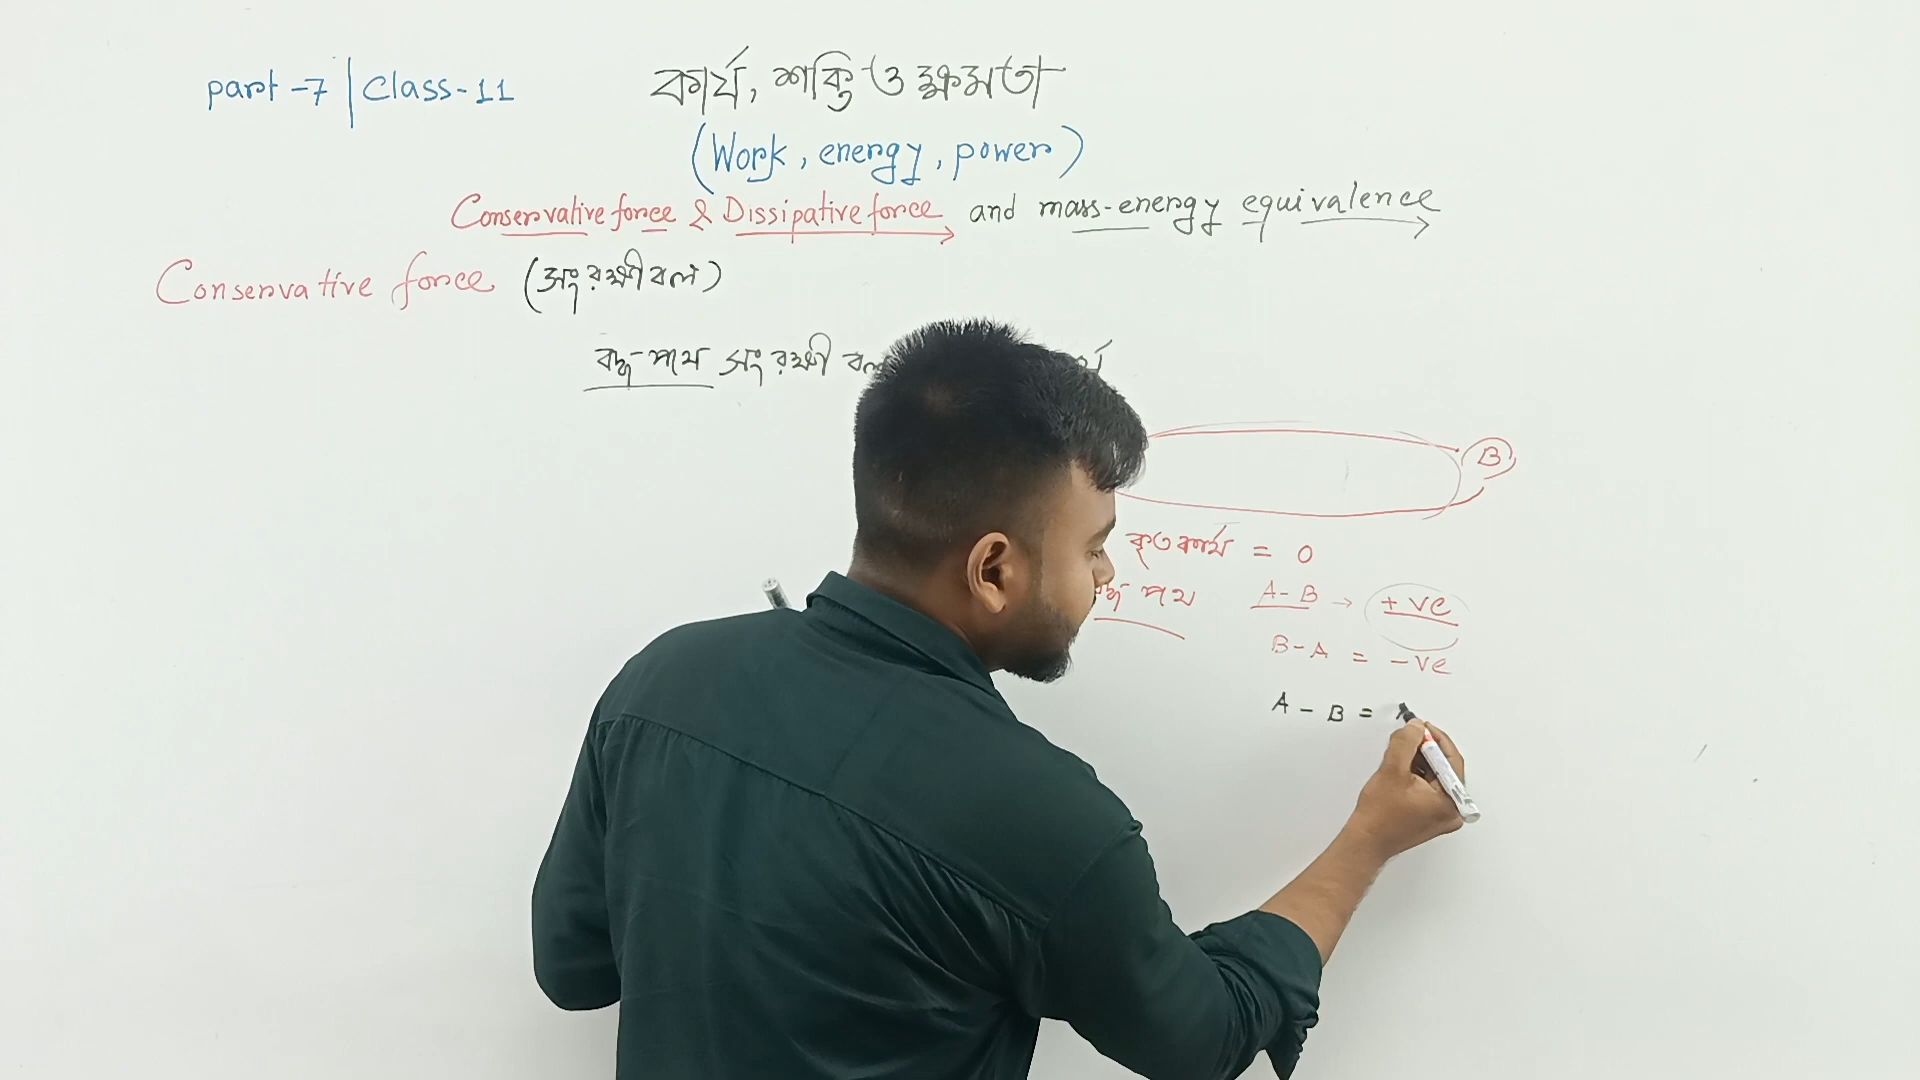 part-7 | Class-11
কার্য, শক্তি ও ক্ষমতা
(Work, energy, power)
Conservative force & Dissipative force and mass-energy equivalence
Conservative force (সংরক্ষী বল)
বদ্ধ-পথে সংরক্ষী
B
কৃতকার্য = 0
পথ A-B → +ve
B-A = -ve
A - B =